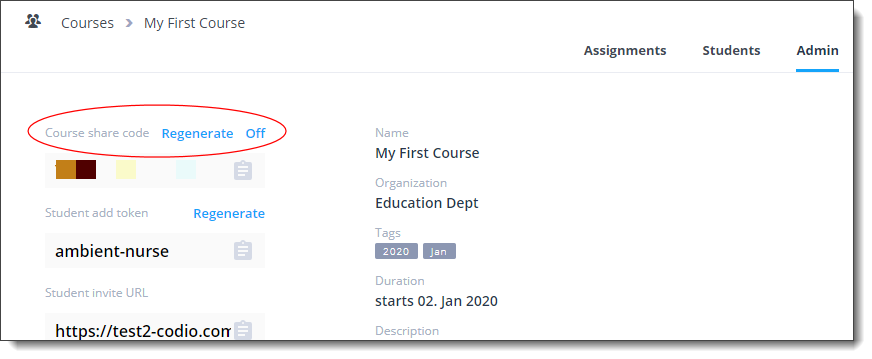 Courses > My First Course
Assignments Students Admin
Course share code Regenerate Off
Student add token Regenerate
ambient-nurse
Student invite URL
https://test2-codio.com
Name
My First Course
Organization
Education Dept
Tags
2020 Jan
Duration
starts 02. Jan 2020
Description